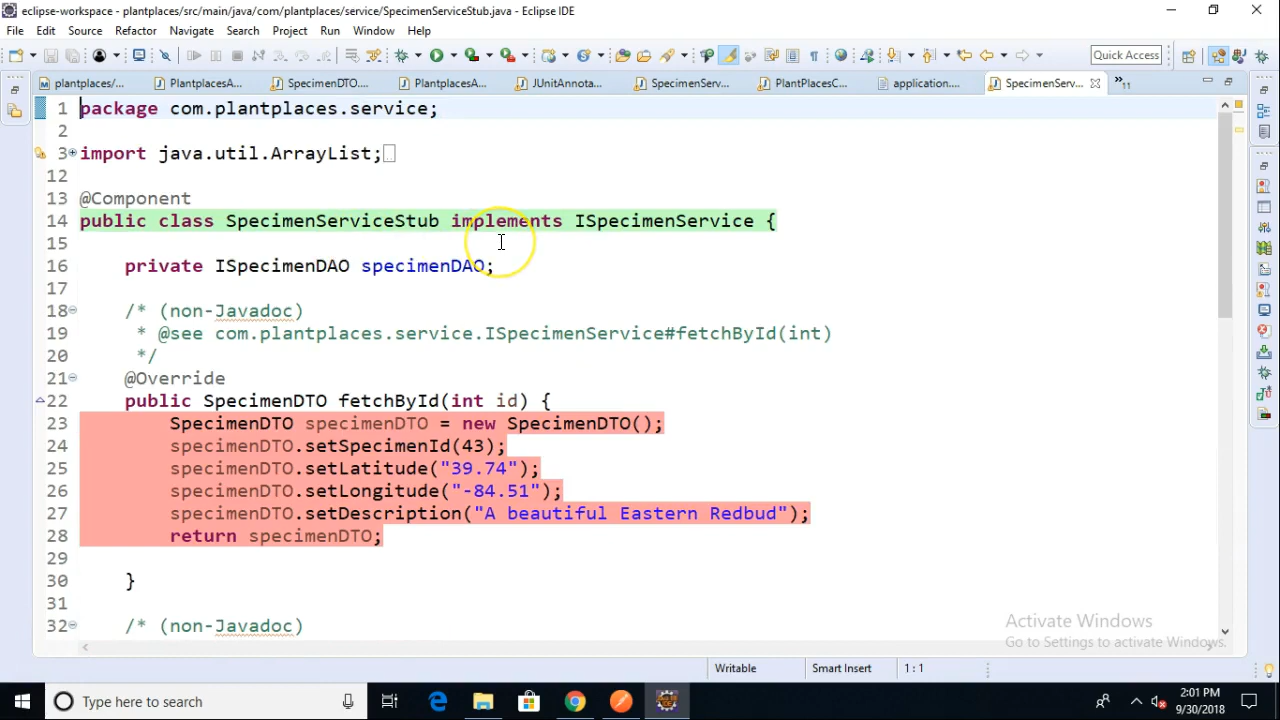 eclipse-workspace - plantplaces/src/main/java/com/plantplaces/service/SpecimenServiceStub.java - Eclipse IDE
File Edit Source Refactor Navigate Search Project Run Window Help
Quick Access
plantplaces/... PlantplacesA... SpecimenDTO.... PlantplacesA... JUnitAnnota... SpecimenServ... PlantPlacesC... application.... SpecimenServ... 11
1 package com.plantplaces.service;
2
3 import java.util.ArrayList;
12
13 @Component
14 public class SpecimenServiceStub implements ISpecimenService {
15
16 private ISpecimenDAO specimenDAO;
17
18 /* (non-Javadoc)
19 * @see com.plantplaces.service.ISpecimenService#fetchById(int)
20 */
21 @Override
22 public SpecimenDTO fetchById(int id) {
23 SpecimenDTO specimenDTO = new SpecimenDTO();
24 specimenDTO.setSpecimenId(43);
25 specimenDTO.setLatitude("39.74");
26 specimenDTO.setLongitude("-84.51");
27 specimenDTO.setDescription("A beautiful Eastern Redbud");
28 return specimenDTO;
29
30 }
31
32 /* (non-Javadoc)
Activate Windows
Go to Settings to activate Windows.
Writable Smart Insert 1 : 1
Type here to search
2:01 PM
9/30/2018